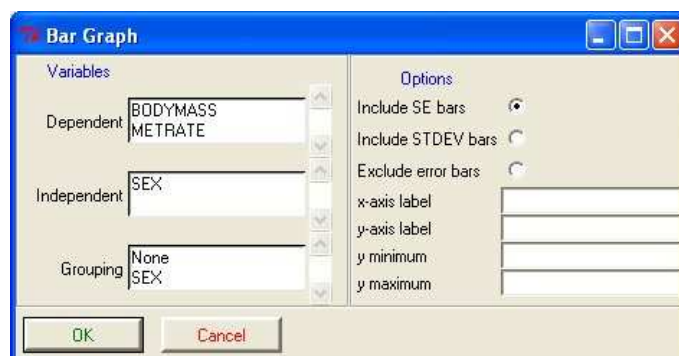 Bar Graph
Variables
Dependent
BODYMASS
METRATE
Independent
SEX
Grouping
None
SEX
Options
Include SE bars
Include STDEV bars
Exclude error bars
x-axis label
y-axis label
y minimum
y maximum
OK
Cancel